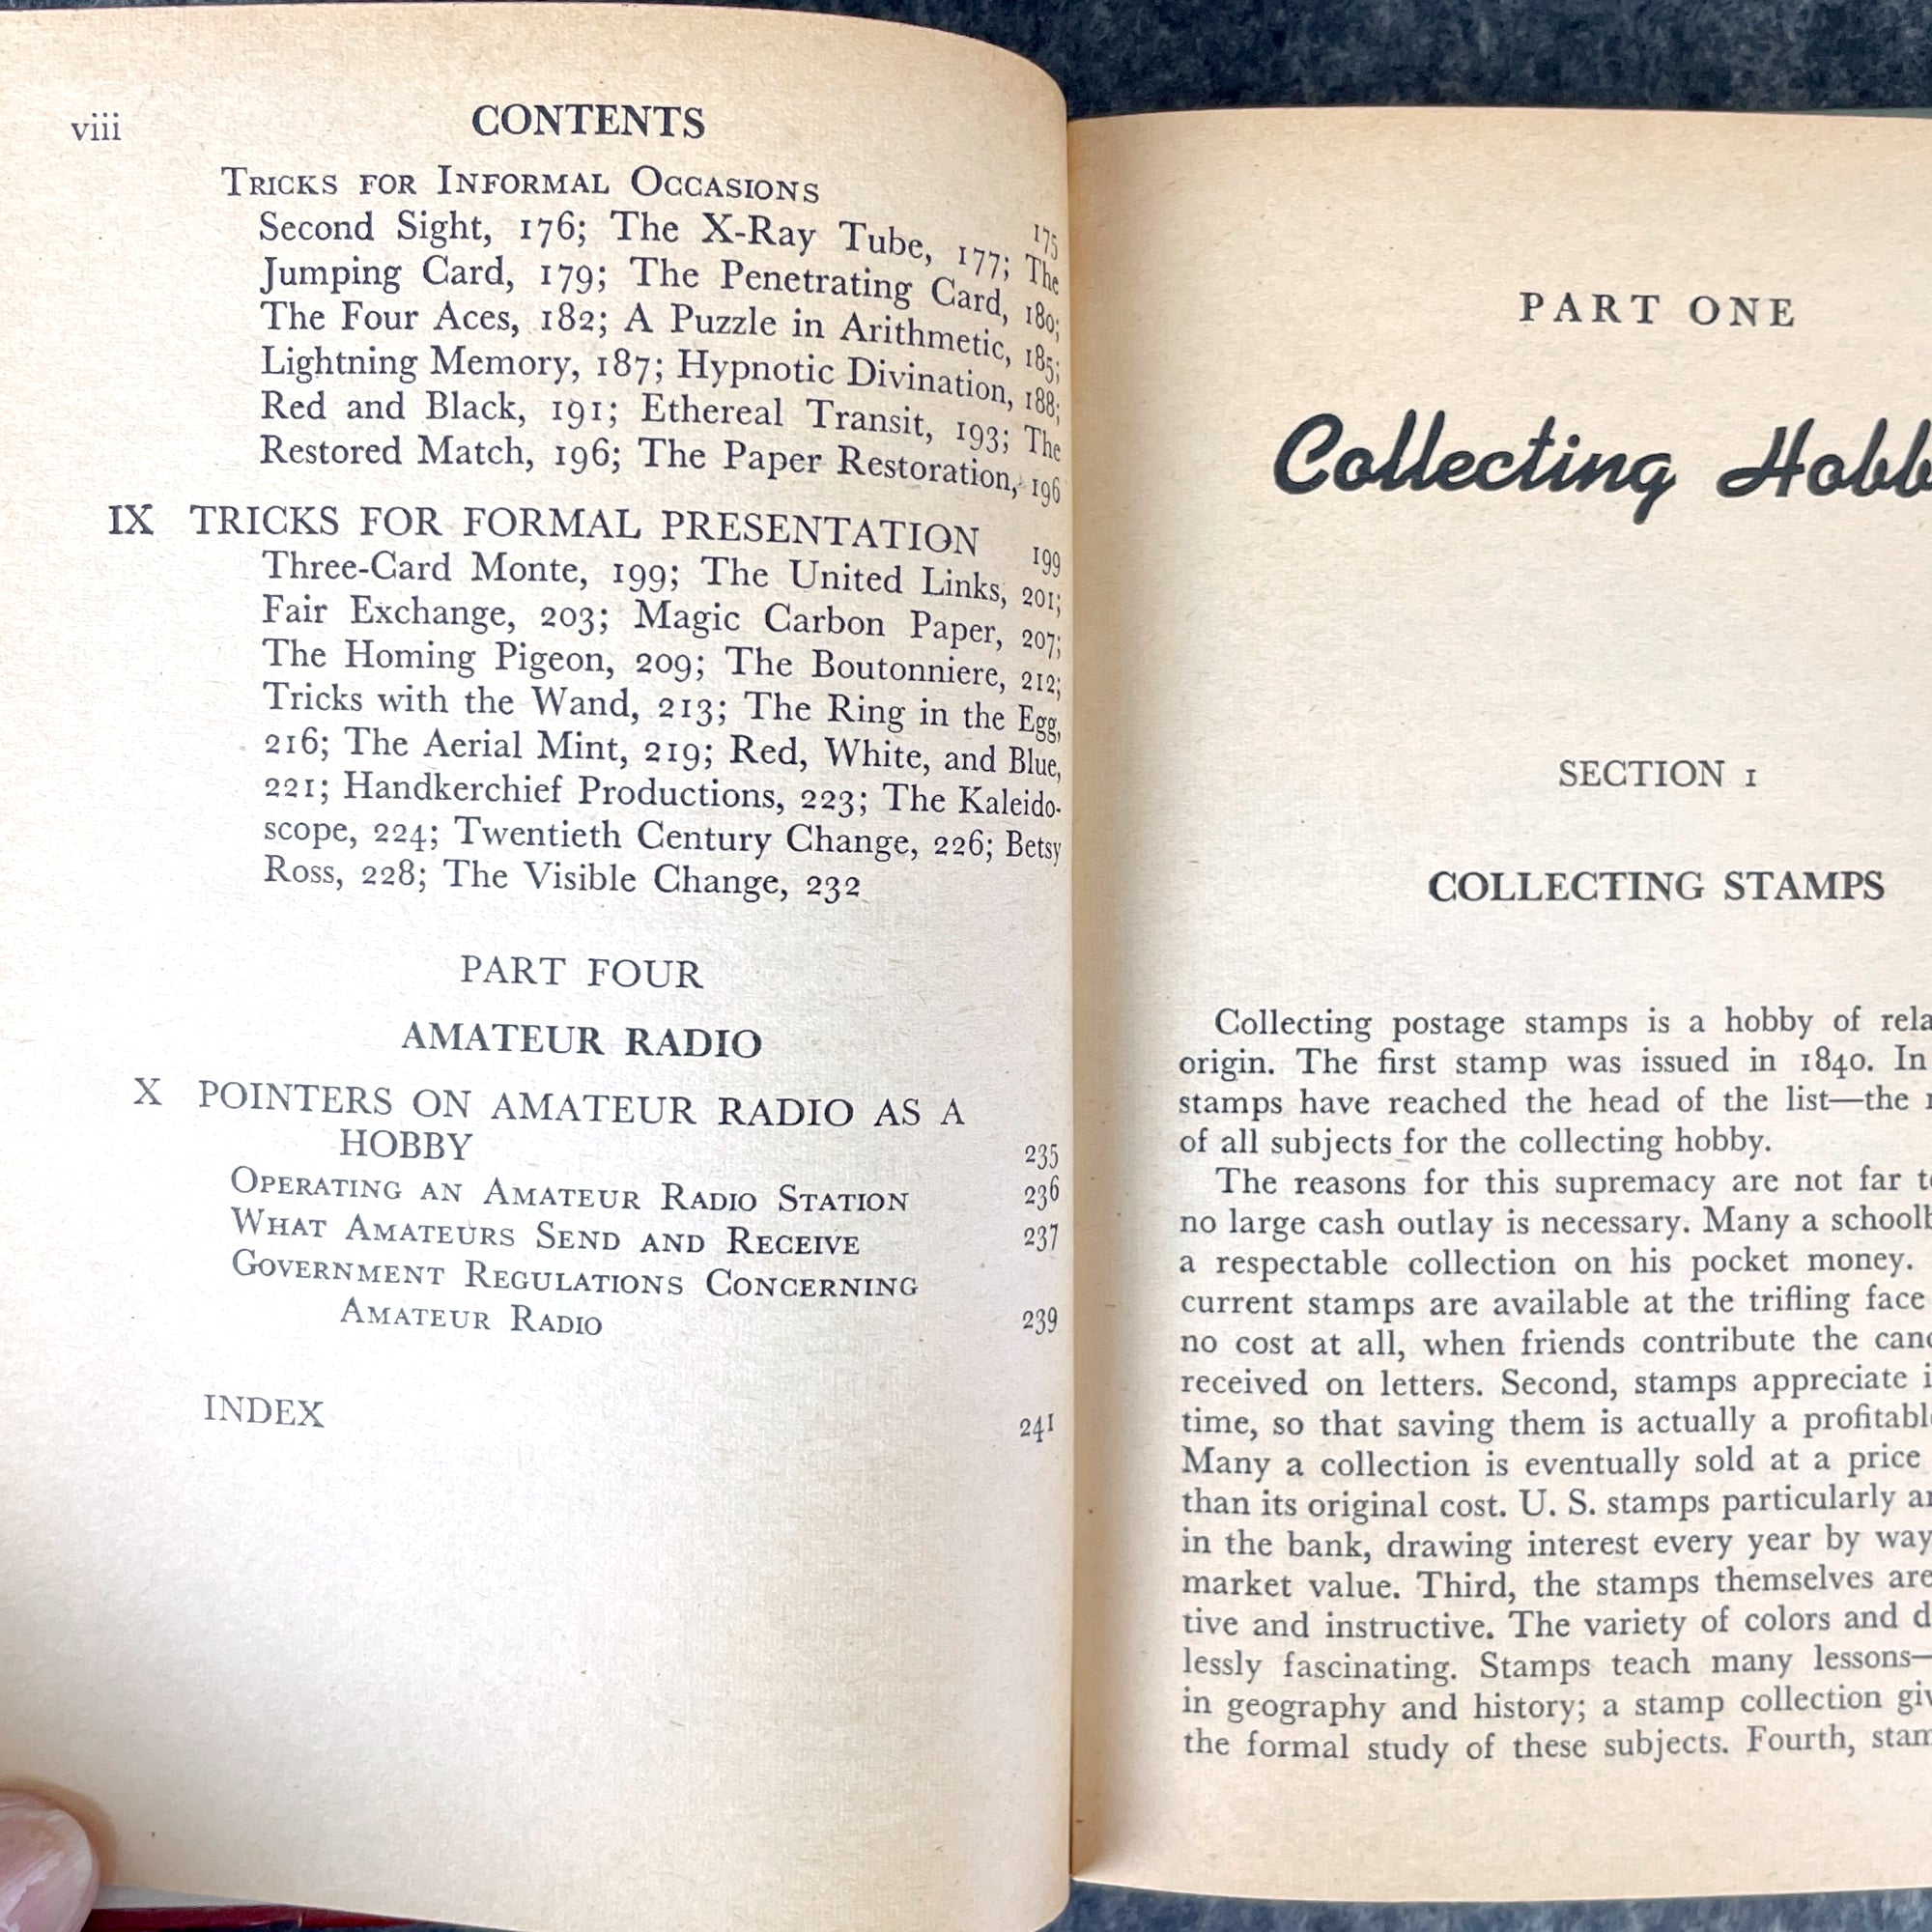 viii
CONTENTS
Tricks for Informal Occasions 175
Second Sight, 176; The X-Ray Tube, 177; The
Jumping Card, 179; The Penetrating Card, 180;
The Four Aces, 182; A Puzzle in Arithmetic, 185;
Lightning Memory, 187; Hypnotic Divination, 188;
Red and Black, 191; Ethereal Transit, 193; The
Restored Match, 196; The Paper Restoration, 196
IX TRICKS FOR FORMAL PRESENTATION 199
Three-Card Monte, 199; The United Links, 201;
Fair Exchange, 203; Magic Carbon Paper, 207;
The Homing Pigeon, 209; The Boutonniere, 212;
Tricks with the Wand, 213; The Ring in the Egg,
216; The Aerial Mint, 219; Red, White, and Blue,
221; Handkerchief Productions, 223; The Kaleido-
scope, 224; Twentieth Century Change, 226; Betsy
Ross, 228; The Visible Change, 232
PART FOUR
AMATEUR RADIO
X POINTERS ON AMATEUR RADIO AS A
HOBBY 235
Operating an Amateur Radio Station 236
What Amateurs Send and Receive 237
Government Regulations Concerning
Amateur Radio 239
INDEX 241
PART ONE
Collecting
SECTION 1
COLLECTING STAMPS
Collecting postage stamps is a hobby of
origin. The first stamp was issued in 1840. In
stamps have reached the head of the list—the
of all subjects for the collecting hobby.
The reasons for this supremacy are not far
no large cash outlay is necessary. Many a
a respectable collection on his pocket money.
current stamps are available at the trifling face
no cost at all, when friends contribute the
received on letters. Second, stamps appreciate
time, so that saving them is actually a
Many a collection is eventually sold at a price
than its original cost. U. S. stamps particularly
in the bank, drawing interest every year by way
market value. Third, the stamps themselves are
tive and instructive. The variety of colors and
lessly fascinating. Stamps teach many lessons—
in geography and history; a stamp collection
the formal study of these subjects. Fourth,